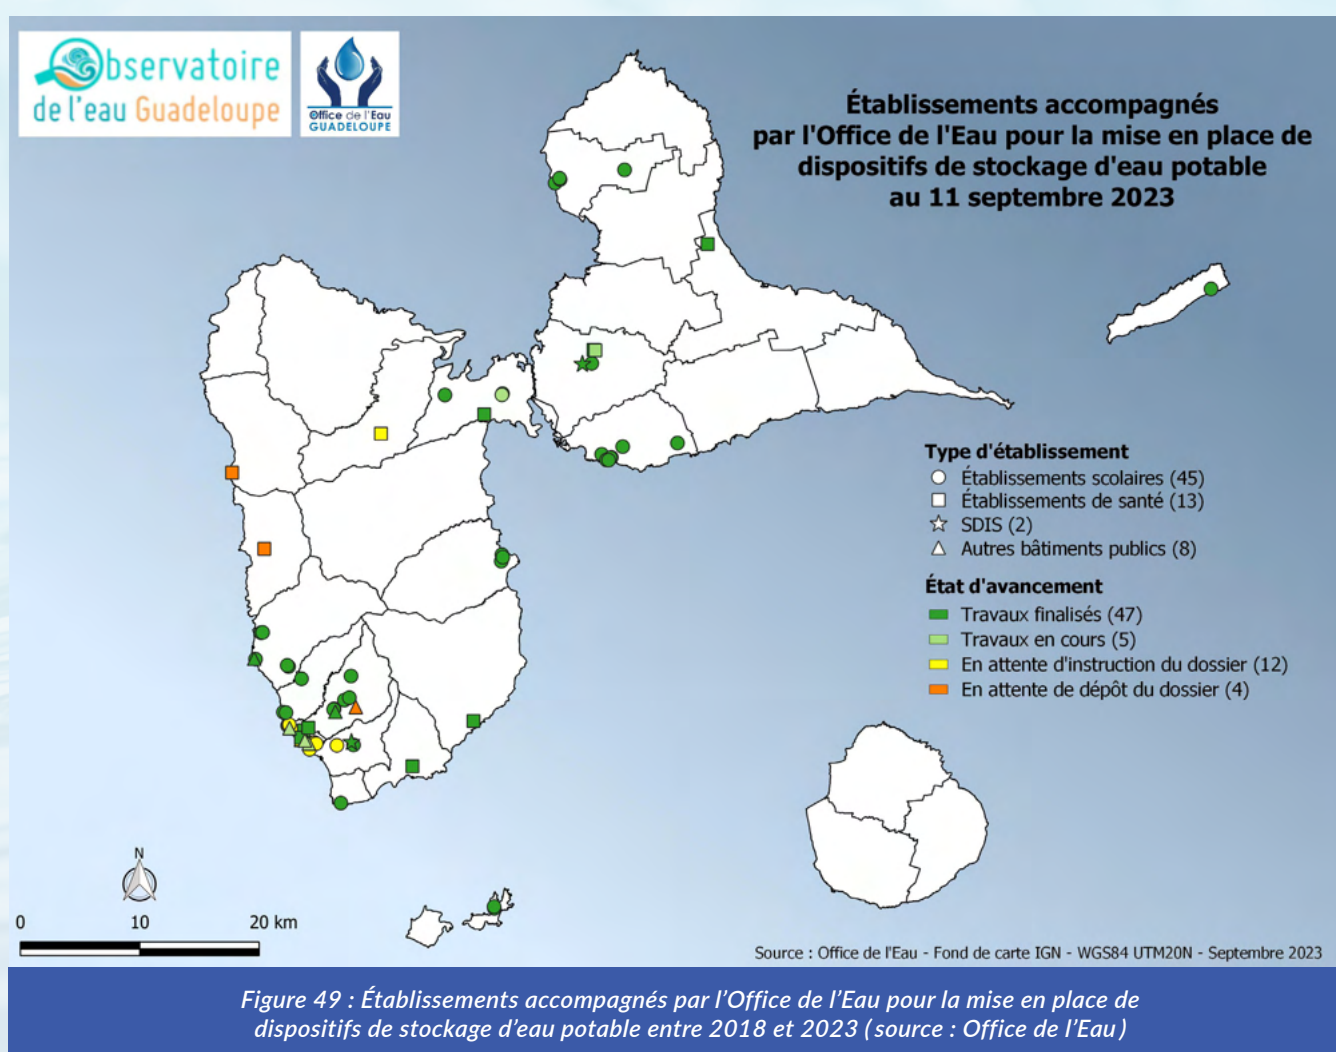 Observatoire
de l'eau Guadeloupe
Office de l'Eau
GUADELOUPE
Établissements accompagnés
par l'Office de l'Eau pour la mise en place de
dispositifs de stockage d'eau potable
au 11 septembre 2023
Type d'établissement
Établissements scolaires (45)
Établissements de santé (13)
SDIS (2)
Autres bâtiments publics (8)
État d'avancement
Travaux finalisés (47)
Travaux en cours (5)
En attente d'instruction du dossier (12)
En attente de dépôt du dossier (4)
N
0 10 20 km
Source : Office de l'Eau - Fond de carte IGN - WGS84 UTM20N - Septembre 2023
Figure 49 : Établissements accompagnés par l’Office de l’Eau pour la mise en place de
dispositifs de stockage d’eau potable entre 2018 et 2023 (source : Office de l’Eau)